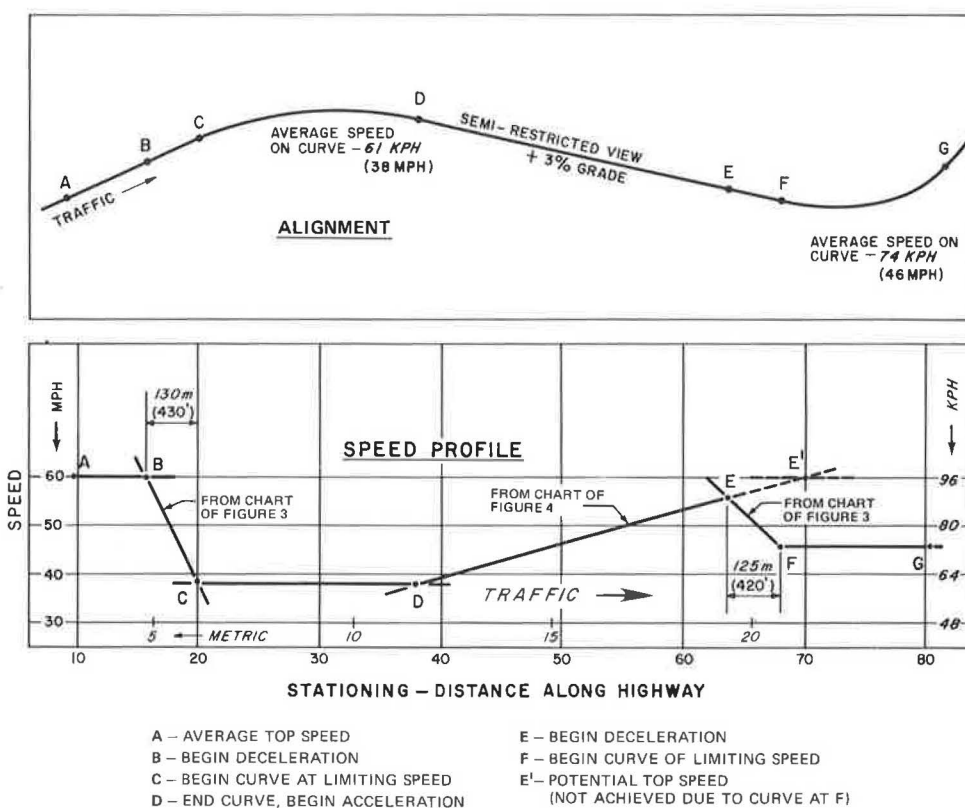 A
B
C
D
E
F
G
TRAFFIC
AVERAGE SPEED
ON CURVE – 61 KPH
(38 MPH)
SEMI-RESTRICTED VIEW
+ 3% GRADE
ALIGNMENT
AVERAGE SPEED ON
CURVE – 74 KPH
(46 MPH)
MPH
KPH
130m
(430')
SPEED PROFILE
A
B
E
E'
60
96
FROM CHART
OF FIGURE 3
FROM CHART OF
FIGURE 4
FROM CHART
OF FIGURE 3
SPEED
50
80
40
64
C
D
F
G
125m
(420')
TRAFFIC
30
48
5
METRIC
10
15
20
10 20 30 40 50 60 70 80
STATIONING – DISTANCE ALONG HIGHWAY
A – AVERAGE TOP SPEED
B – BEGIN DECELERATION
C – BEGIN CURVE AT LIMITING SPEED
D – END CURVE, BEGIN ACCELERATION
E – BEGIN DECELERATION
F – BEGIN CURVE OF LIMITING SPEED
E' – POTENTIAL TOP SPEED
(NOT ACHIEVED DUE TO CURVE AT F)